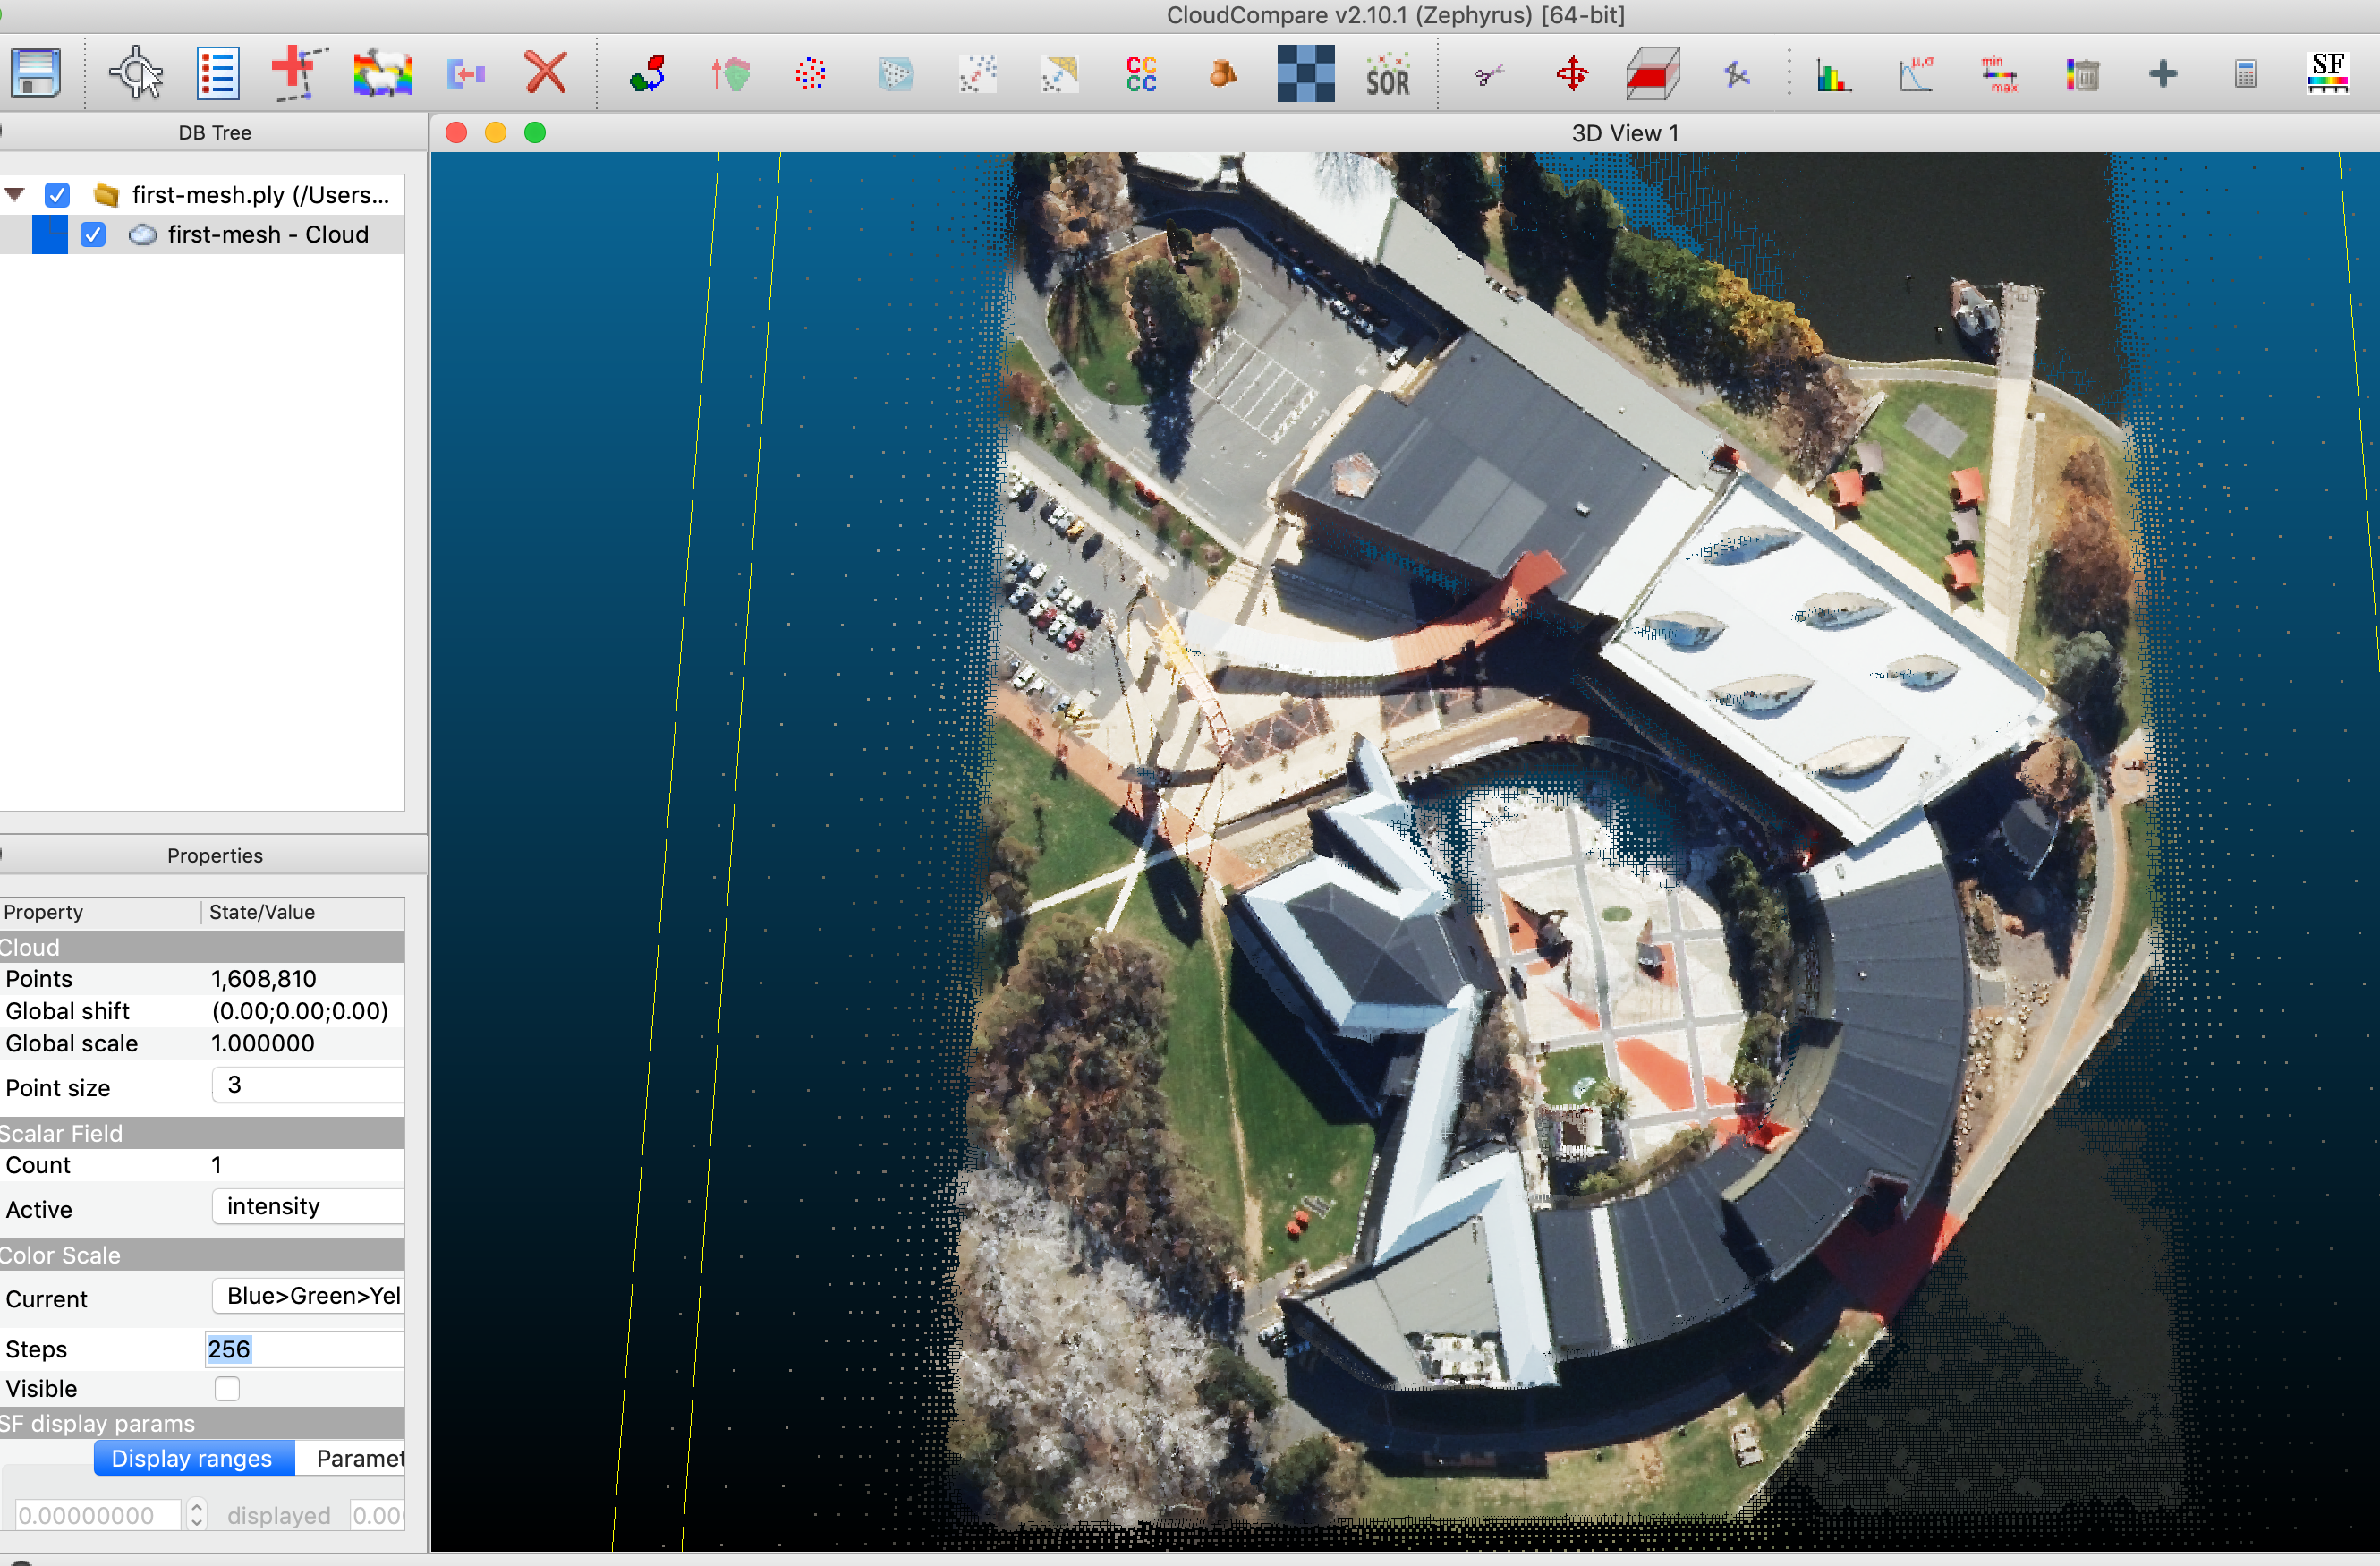 CloudCompare v2.10.1 (Zephyrus) [64-bit]
C C
C C
SOR
μ,σ
min
max
SF
DB Tree
3D View 1
first-mesh.ply (/Users...
first-mesh - Cloud
Properties
Property State/Value
Cloud
Points 1,608,810
Global shift (0.00;0.00;0.00)
Global scale 1.000000
Point size 3
Scalar Field
Count 1
Active intensity
Color Scale
Current Blue>Green>Yell
Steps 256
Visible
SF display params
Display ranges Paramet
0.00000000 displayed 0.00